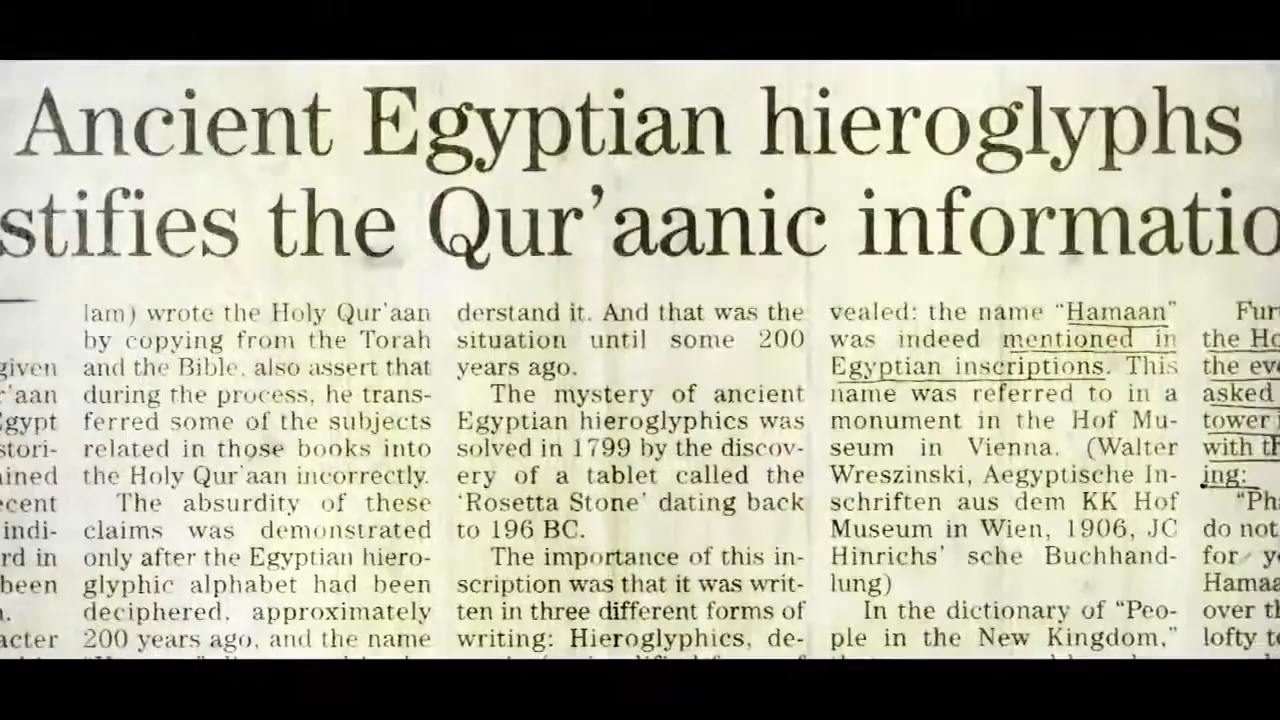 Ancient Egyptian hieroglyphs
stifies the Qur'aanic informatio
given
r'aan
Egypt
stori-
ained
ecent
indi-
rd in
been
acter
lam) wrote the Holy Qur'aan
by copying from the Torah
and the Bible, also assert that
during the process, he trans-
ferred some of the subjects
related in those books into
the Holy Qur'aan incorrectly.
The absurdity of these
claims was demonstrated
only after the Egyptian hiero-
glyphic alphabet had been
deciphered, approximately
200 years ago, and the name
derstand it. And that was the
situation until some 200
years ago.
The mystery of ancient
Egyptian hieroglyphics was
solved in 1799 by the discov-
ery of a tablet called the
'Rosetta Stone' dating back
to 196 BC.
The importance of this in-
scription was that it was writ-
ten in three different forms of
writing: Hieroglyphics, de-
vealed: the name "Hamaan"
was indeed mentioned in
Egyptian inscriptions. This
name was referred to in a
monument in the Hof Mu-
seum in Vienna. (Walter
Wreszinski, Aegyptische In-
schriften aus dem KK Hof
Museum in Wien, 1906, JC
Hinrichs' sche Buchhand-
lung)
In the dictionary of "Peo-
ple in the New Kingdom,"
Fur
the Ho
the eve
asked
tower
with th
ing:
"Pha
do not
for yo
Hamaa
over th
lofty to